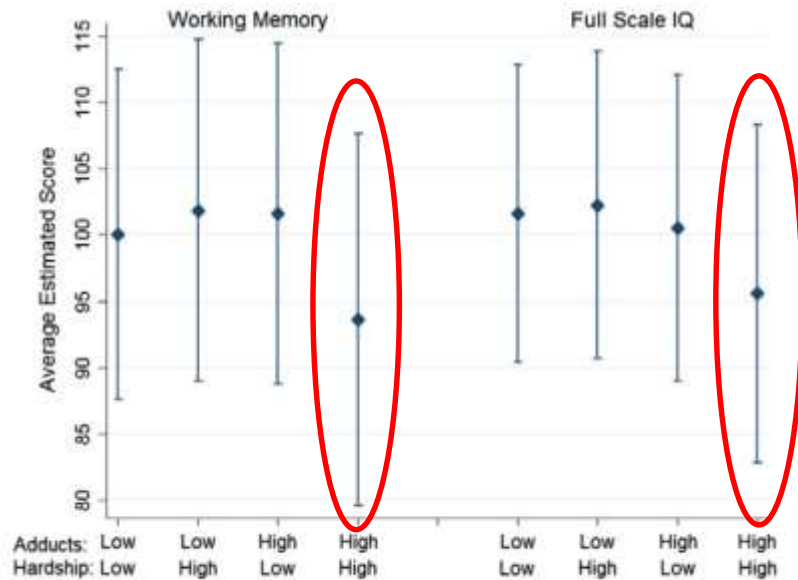 Working Memory
Full Scale IQ
Average Estimated Score
115
110
105
100
95
90
85
80
Adducts: Low Low High High Low Low High High
Hardship: Low High Low High Low High Low High